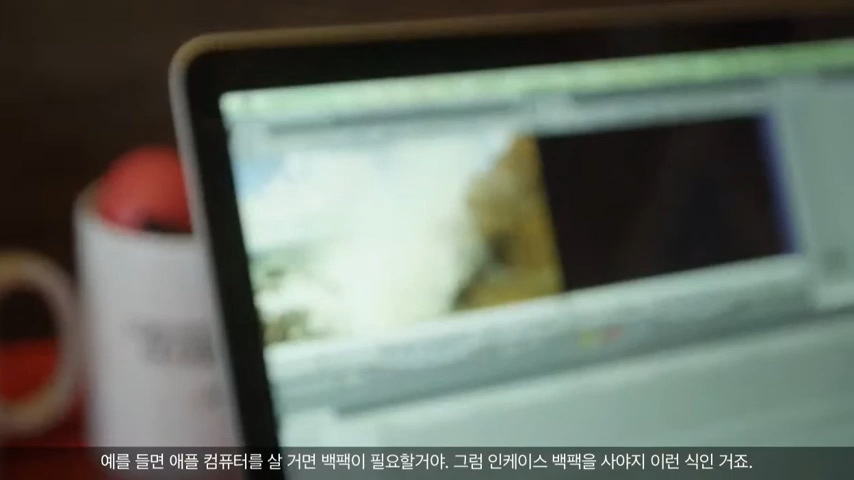 예를 들면 애플 컴퓨터를 살 거면 백팩이 필요할거야. 그럼 인케이스 백팩을 사야지 이런 식인 거죠.